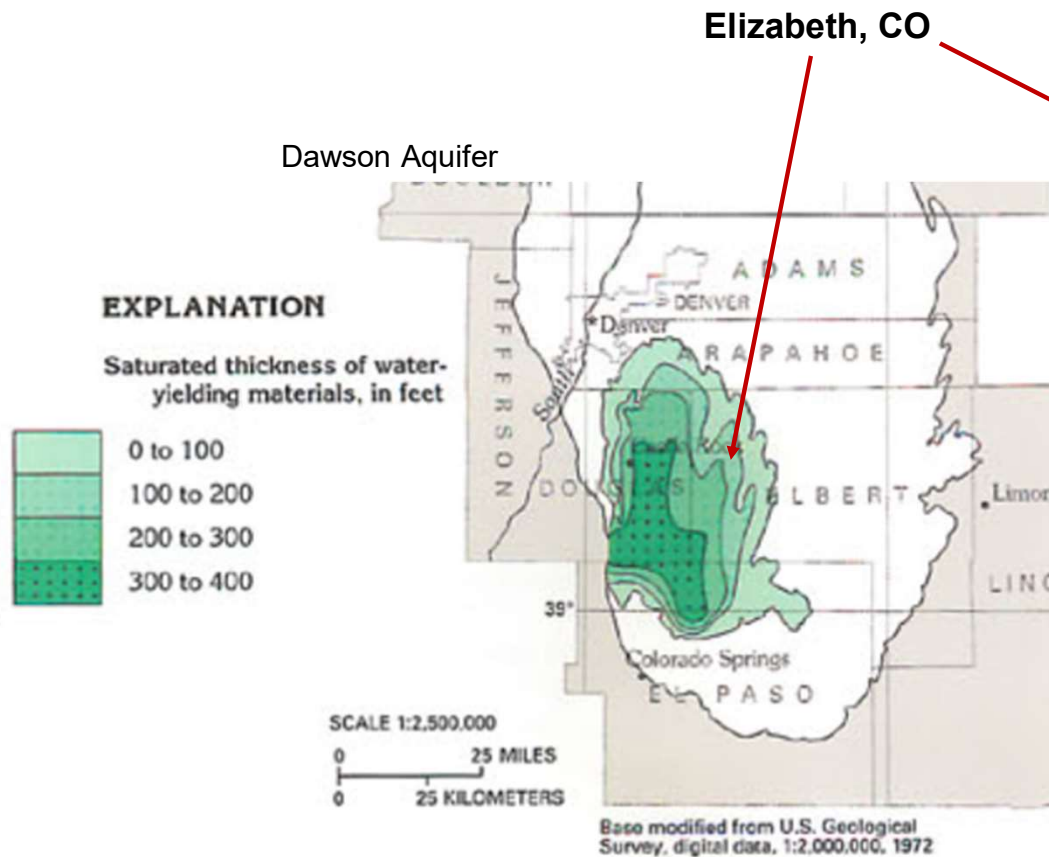 Elizabeth, CO
Dawson Aquifer
ADAMS
DENVER
Denver
ARAPAHOE
JEFFERSON
South
EXPLANATION
Saturated thickness of water-
yielding materials, in feet
0 to 100
100 to 200
200 to 300
300 to 400
DOUGLAS
ELBERT
Limon
LINC
39°
Colorado Springs
EL PASO
SCALE 1:2,500,000
0 25 MILES
0 25 KILOMETERS
Base modified from U.S. Geological
Survey, digital data, 1:2,000,000, 1972